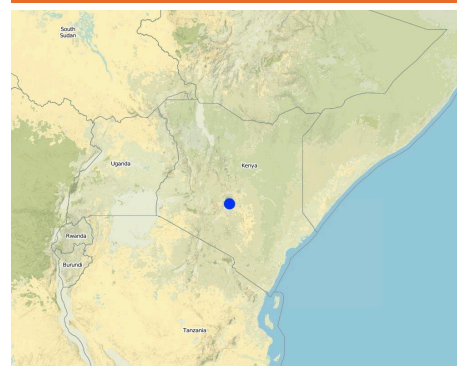 South
Sudan
Uganda
Kenya
Rwanda
Burundi
Tanzania